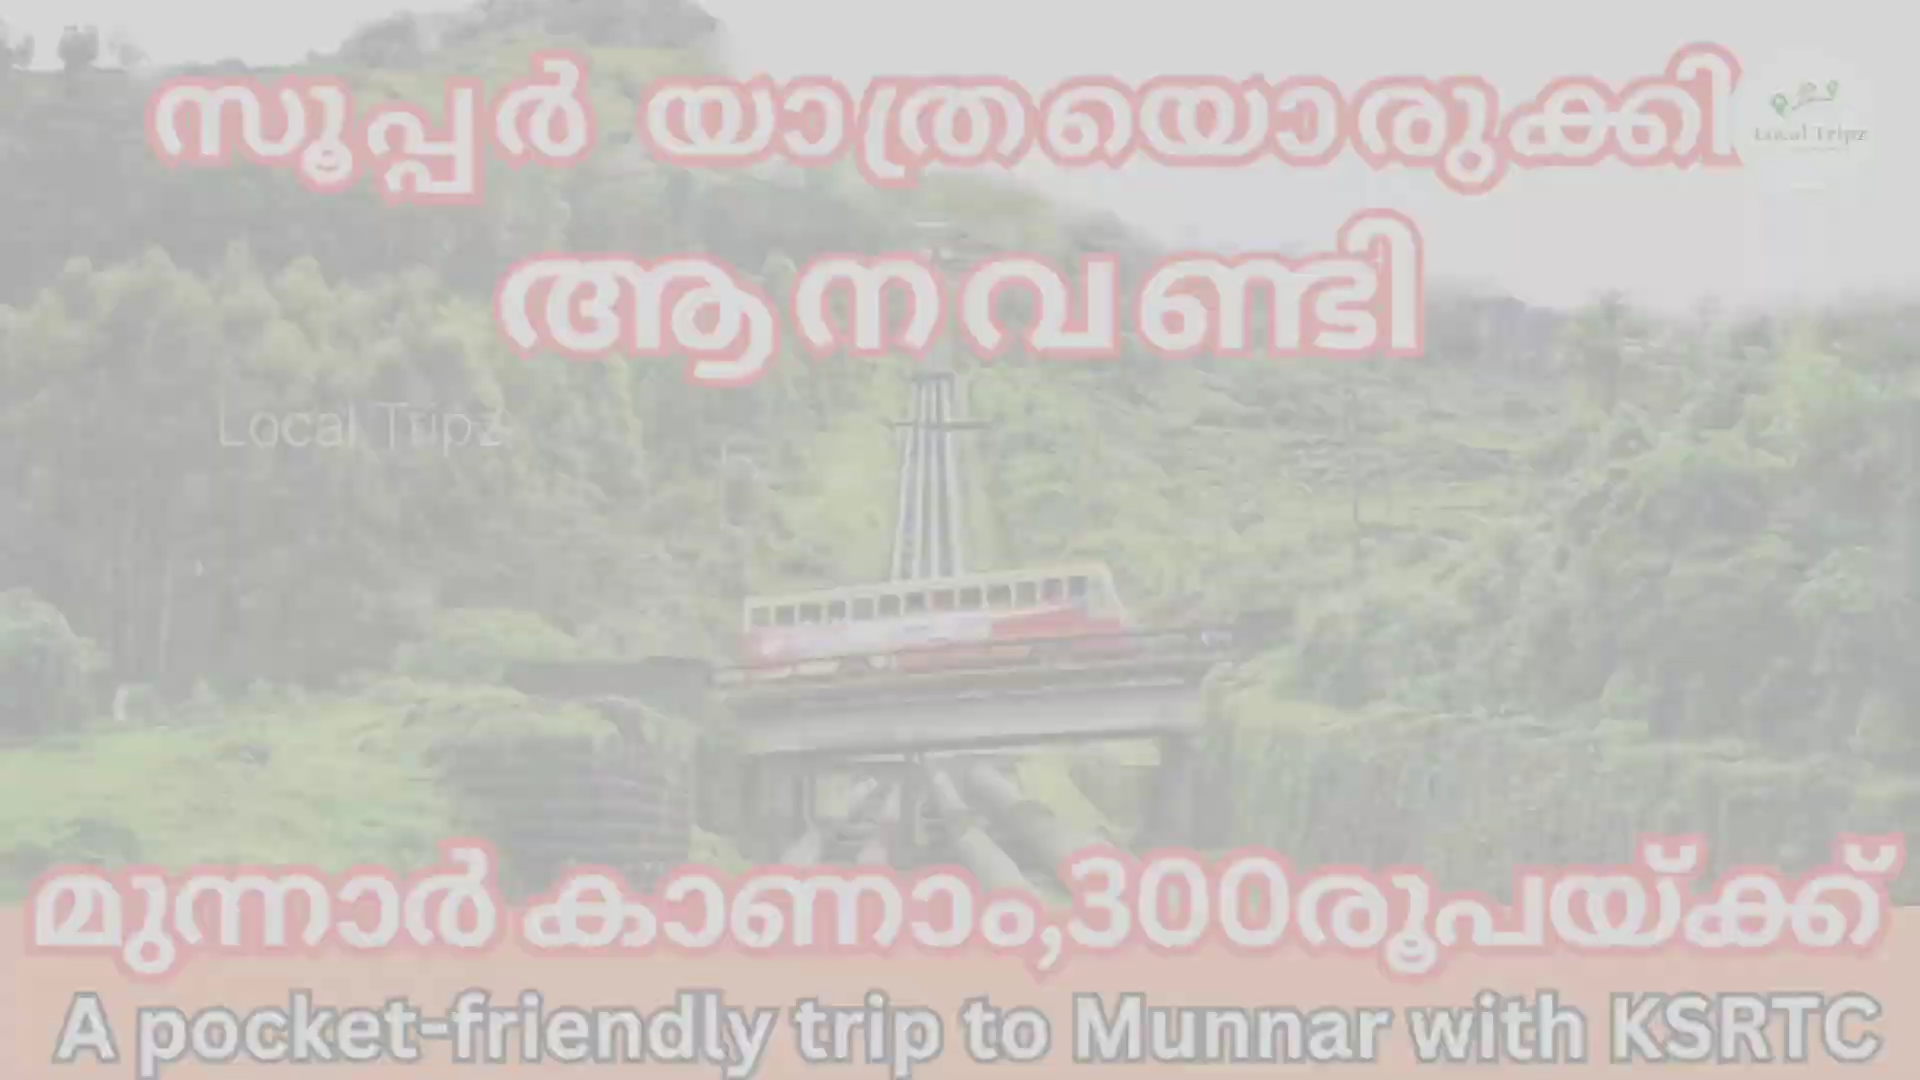 സൂപ്പർ യാത്രയൊരുക്കി
Local Tripz
ആനവണ്ടി
Local Tripz
മുന്നാർ കാണാം,300രൂപയ്ക്ക്
A pocket-friendly trip to Munnar with KSRTC